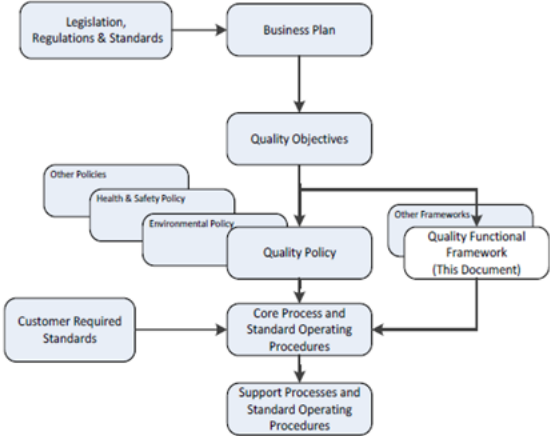 Legislation,
Regulations & Standards
Business Plan
Quality Objectives
Other Policies
Health & Safety Policy
Environmental Policy
Quality Policy
Other Frameworks
Quality Functional
Framework
(This Document)
Customer Required
Standards
Core Process and
Standard Operating
Procedures
Support Processes and
Standard Operating
Procedures